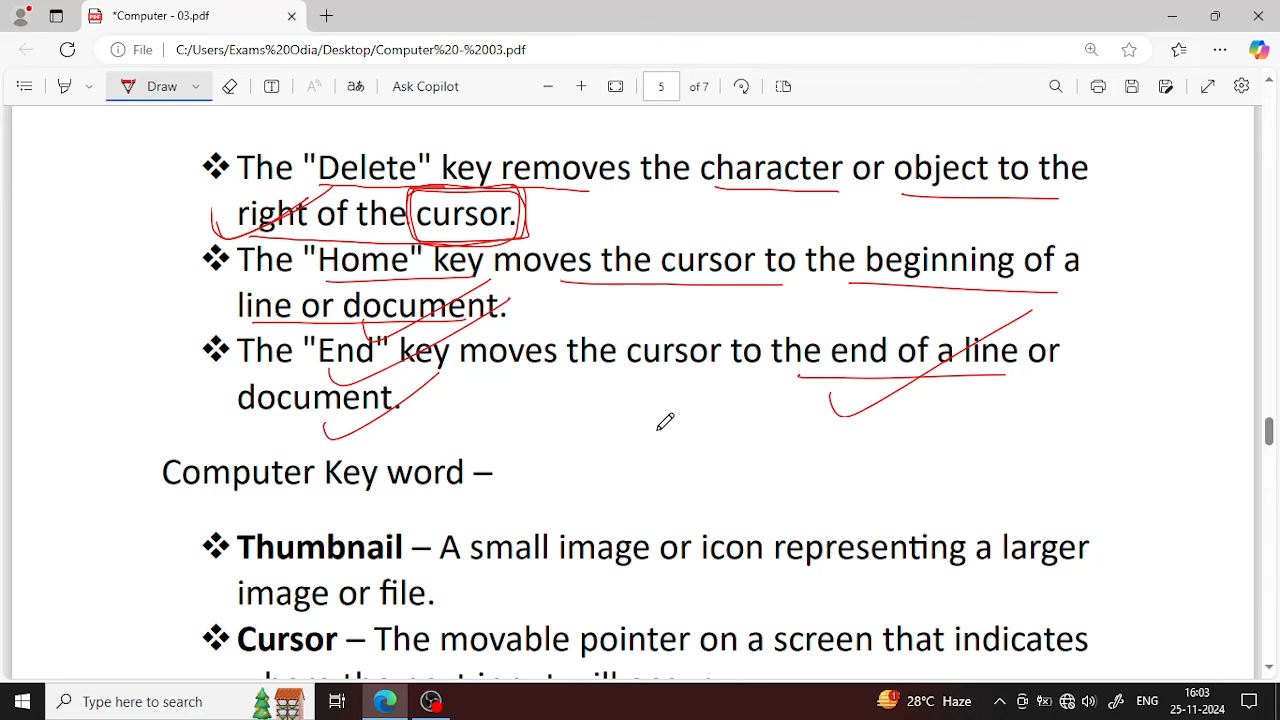 *Computer - 03.pdf
File
C:/Users/Exams%20Odia/Desktop/Computer%20-%2003.pdf
Draw
Ask Copilot
5
of 7
❖ The "Delete" key removes the character or object to the
right of the cursor.
❖ The "Home" key moves the cursor to the beginning of a
line or document.
❖ The "End" key moves the cursor to the end of a line or
document.
Computer Key word –
❖ Thumbnail – A small image or icon representing a larger
image or file.
❖ Cursor – The movable pointer on a screen that indicates
Type here to search
1
28°C Haze
ENG
16:03
25-11-2024